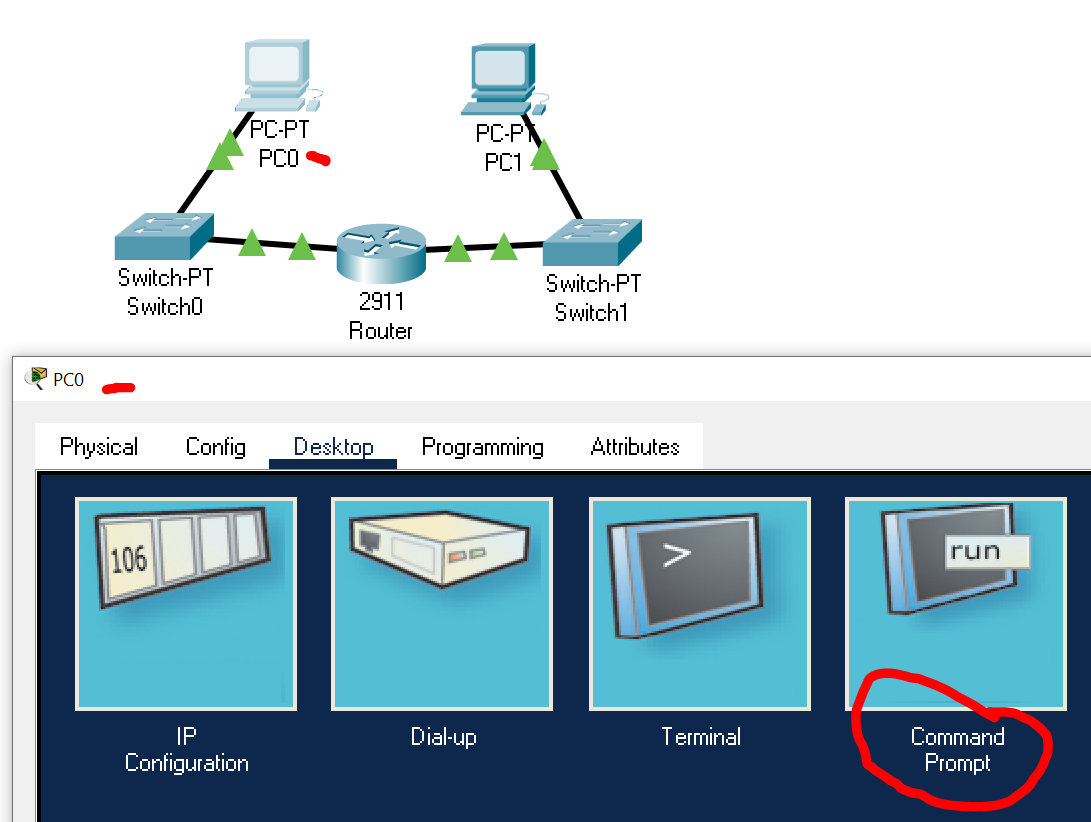 PC-PT
PC0
PC-PT
PC1
Switch-PT
Switch0
2911
Router
Switch-PT
Switch1
PC0
Physical Config Desktop Programming Attributes
106
>
run
IP
Configuration
Dial-up
Terminal
Command
Prompt